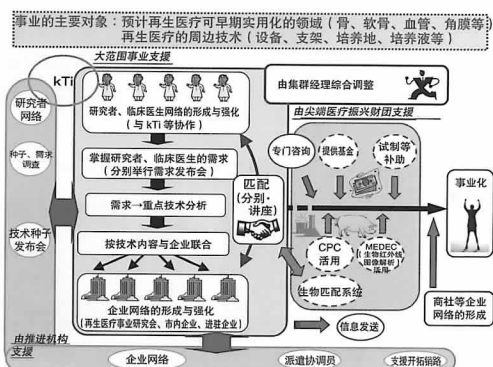 事业的主要对象：预计再生医疗可早期实用化的领域（骨、软骨、血管、角膜等）
再生医疗的周边技术（设备、支架、培养地、培养液等）
大范围事业支援
kTi
研究者
网络
种子、需求
调查
技术种子
发布会
研究者、临床医生网络的形成与强化
（与 kTi 等协作）
掌握研究者、临床医生的需求
（分别举行需求发布会）
需求→重点技术分析
按技术内容与企业联合
企业网络的形成与强化
（再生医疗事业研究会、市内企业、进驻企业）
匹配
（分别·
讲座）
由集群经理综合调整
由尖端医疗振兴财团支援
专门咨询
提供基金
试制等
补助
CPC
活用
MEDEC
（生物红外线
图像解析）
活用
生物匹配系统
信息发送
事业化
商社等企业
网络的形成
由推进机构
支援
企业网络
派遣协调员
支援开拓销路